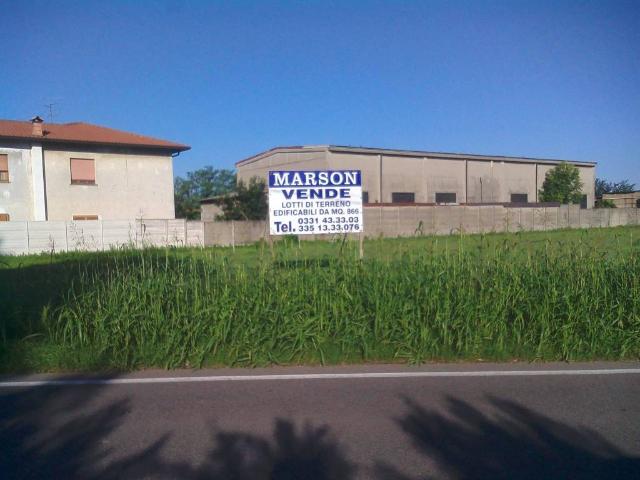 MARSON
VENDE
LOTTI DI TERRENO
EDIFICABILI DA MQ. 866
0331 43.33.03
Tel. 335 13.33.076